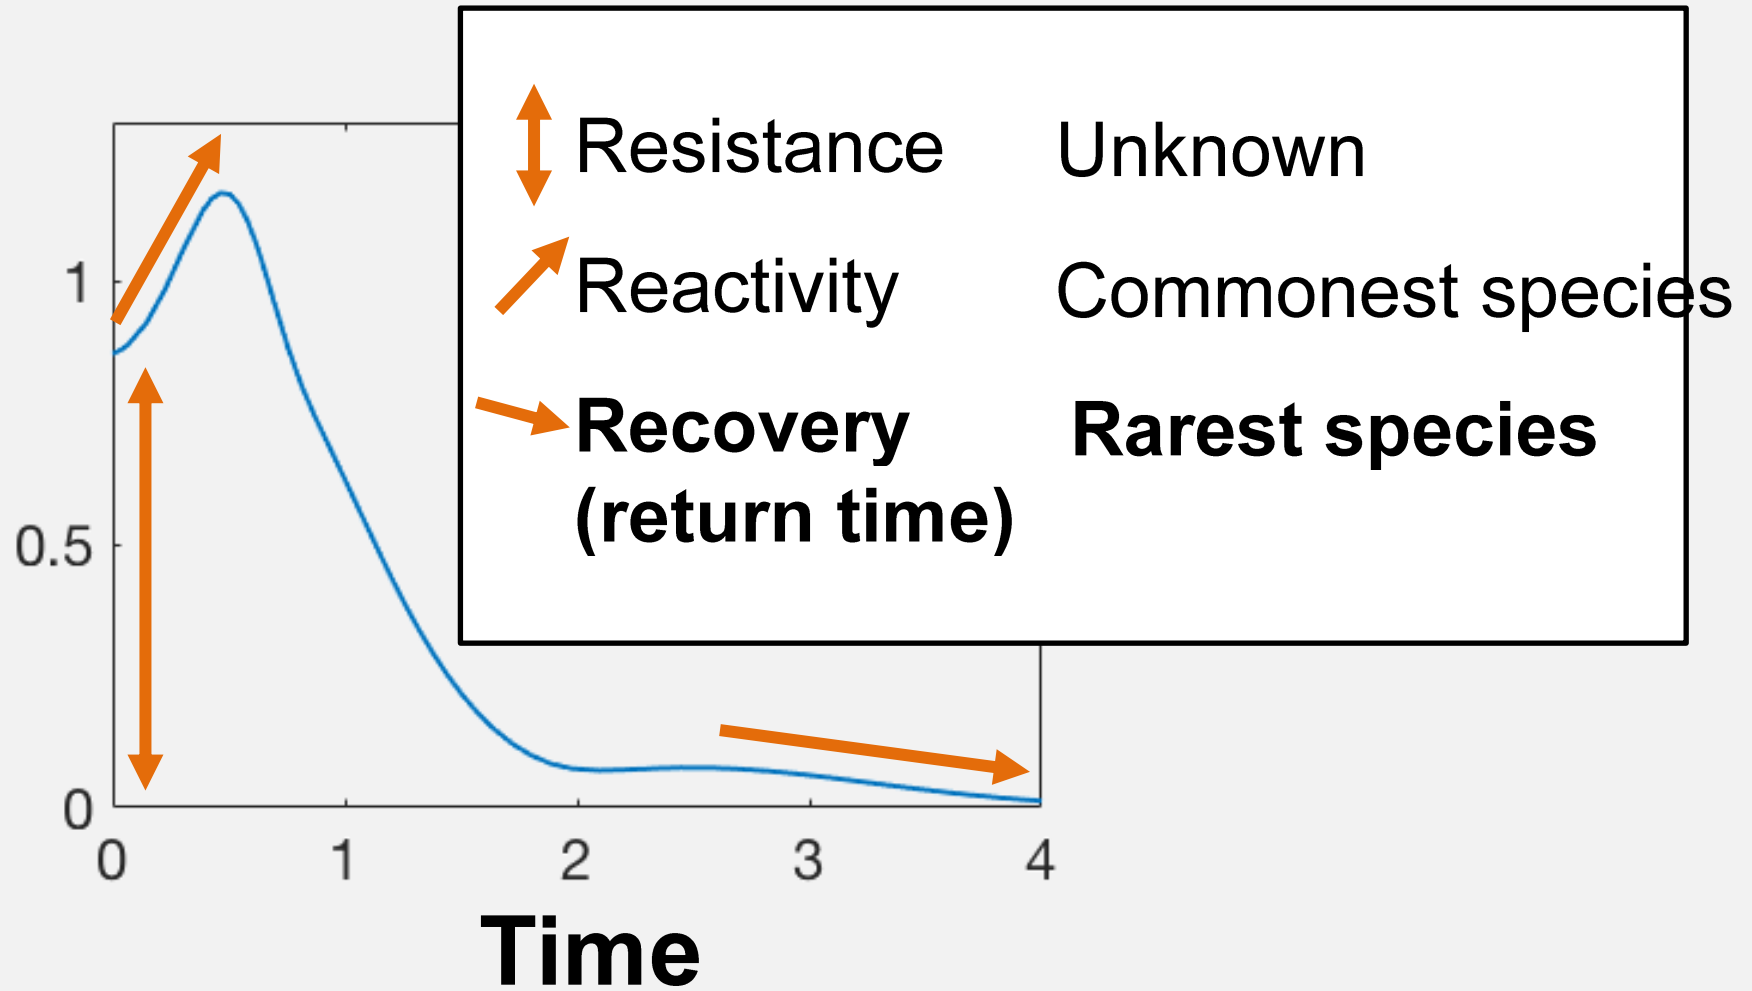 Resistance Unknown
Reactivity Commonest species
Recovery Rarest species
(return time)
1
0.5
0
0 1 2 3 4
Time